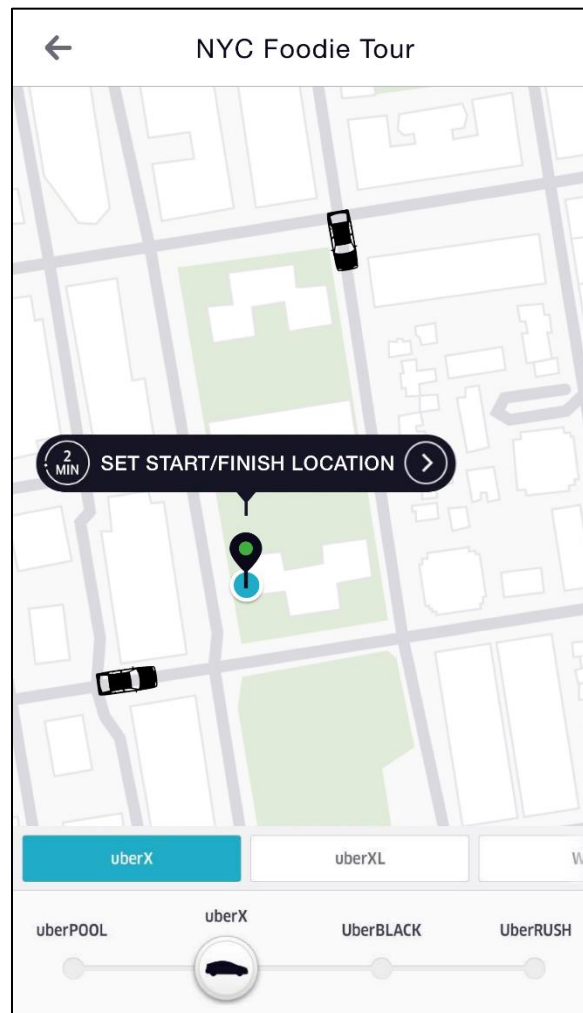 NYC Foodie Tour
2
MIN
SET START/FINISH LOCATION
uberX
uberXL
W
uberPOOL
uberX
UberBLACK
UberRUSH